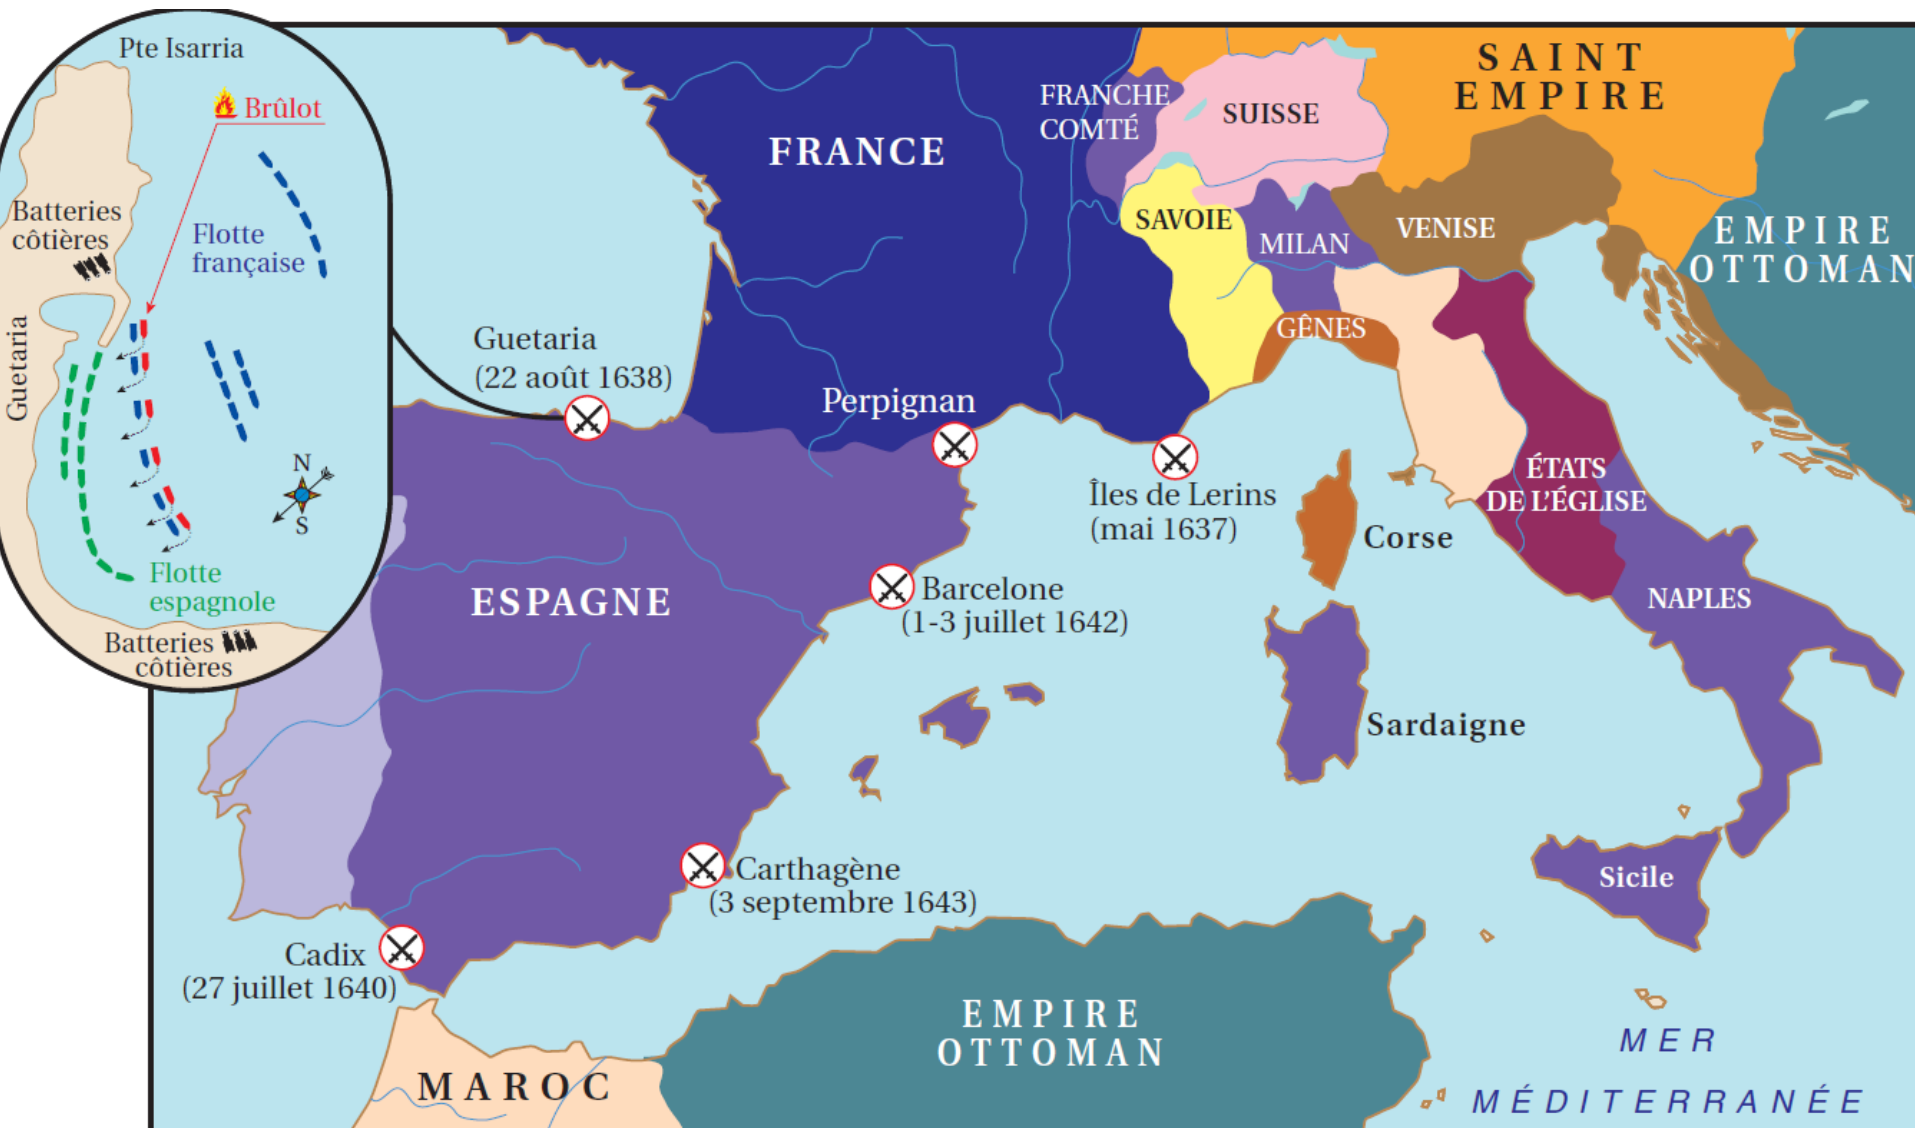 Pte Isarria
Brûlot
Batteries
côtières
Flotte
française
Guetaria
N
S
Flotte
espagnole
Batteries
côtières
FRANCE
FRANCHE
COMTÉ
SUISSE
SAINT
EMPIRE
SAVOIE
MILAN
VENISE
EMPIRE
OTTOMAN
GÊNES
Guetaria
(22 août 1638)
Perpignan
Îles de Lerins
(mai 1637)
Corse
ÉTATS
DE L'ÉGLISE
NAPLES
ESPAGNE
Barcelone
(1-3 juillet 1642)
Sardaigne
Carthagène
(3 septembre 1643)
Sicile
Cadix
(27 juillet 1640)
EMPIRE
OTTOMAN
MAROC
MER
MÉDITERRANÉE